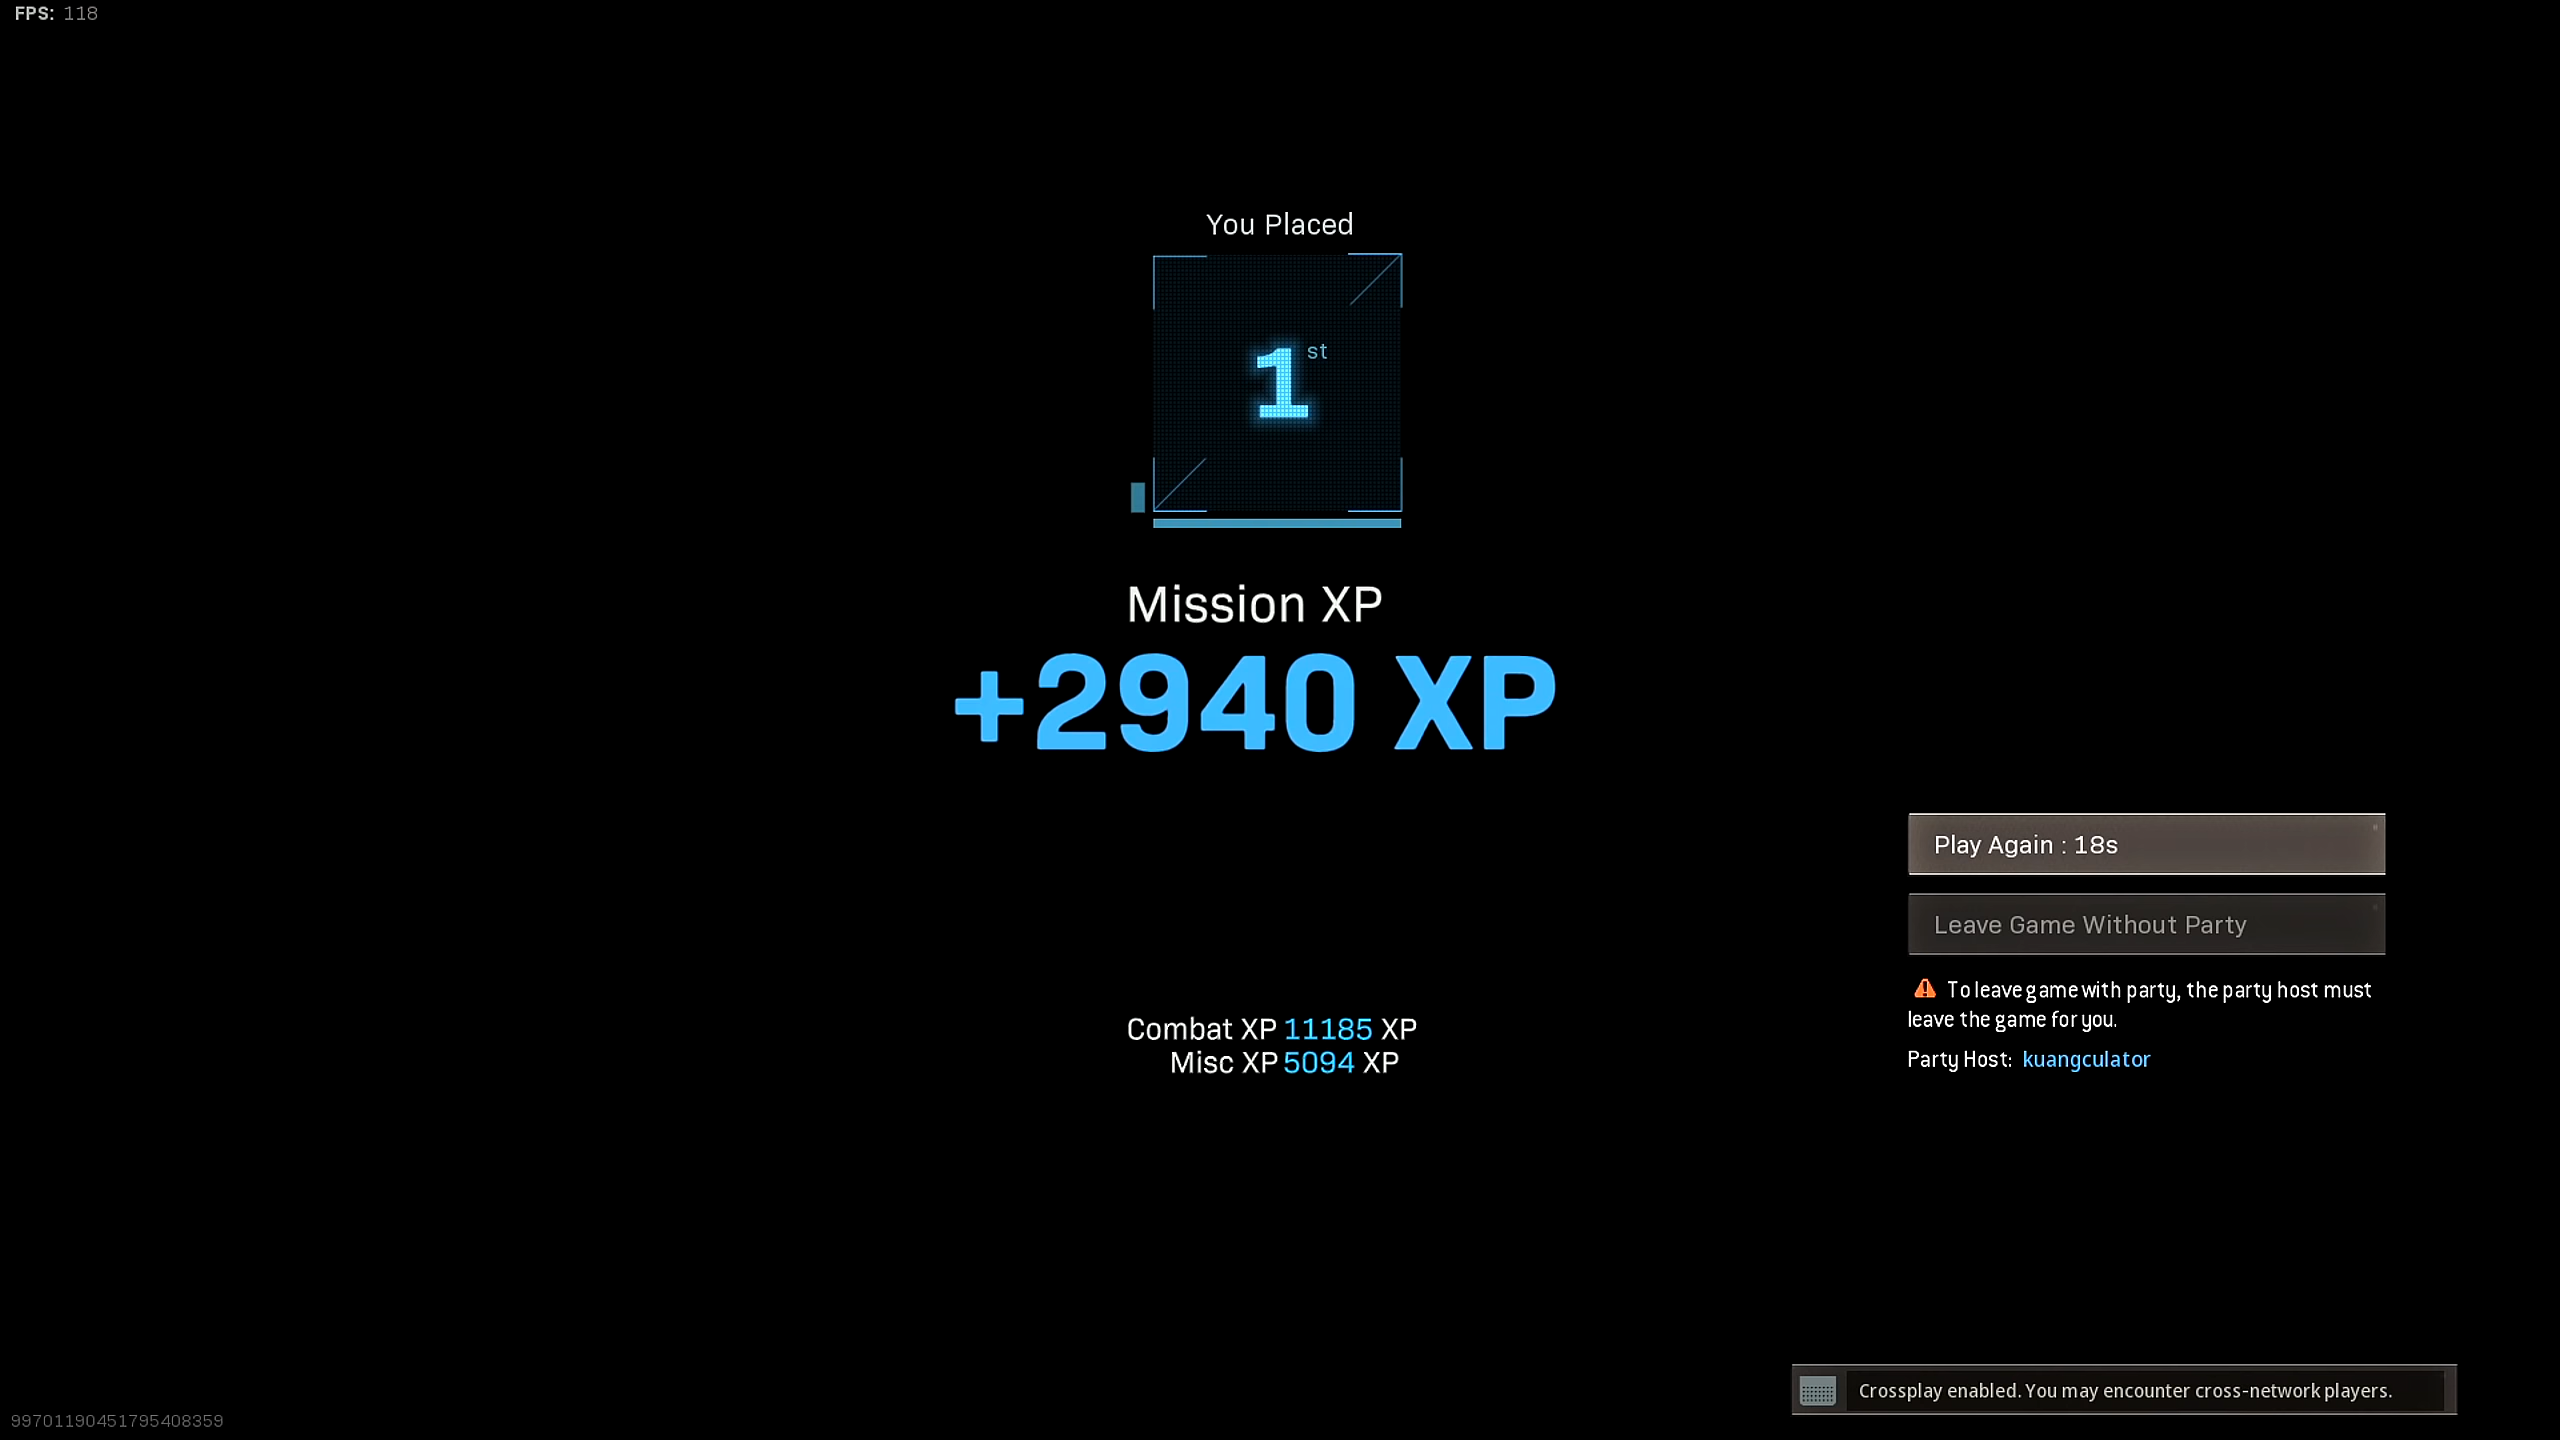 FPS: 118
You Placed
1st
Mission XP
+2940 XP
Play Again : 18s
Leave Game Without Party
To leave game with party, the party host must
leave the game for you.
Party Host: kuangculator
Combat XP 11185 XP
Misc XP 5094 XP
Crossplay enabled. You may encounter cross-network players.
99701190451795408359